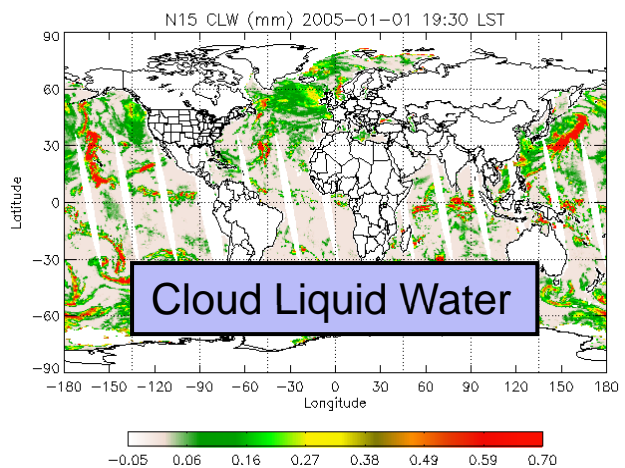 N15 CLW (mm) 2005-01-01 19:30 LST
90
60
30
0
-30
-60
-90
Latitude
Cloud Liquid Water
-180 -150 -120 -90 -60 -30 0 30 60 90 120 150 180
Longitude
-0.05 0.06 0.16 0.27 0.38 0.49 0.59 0.70